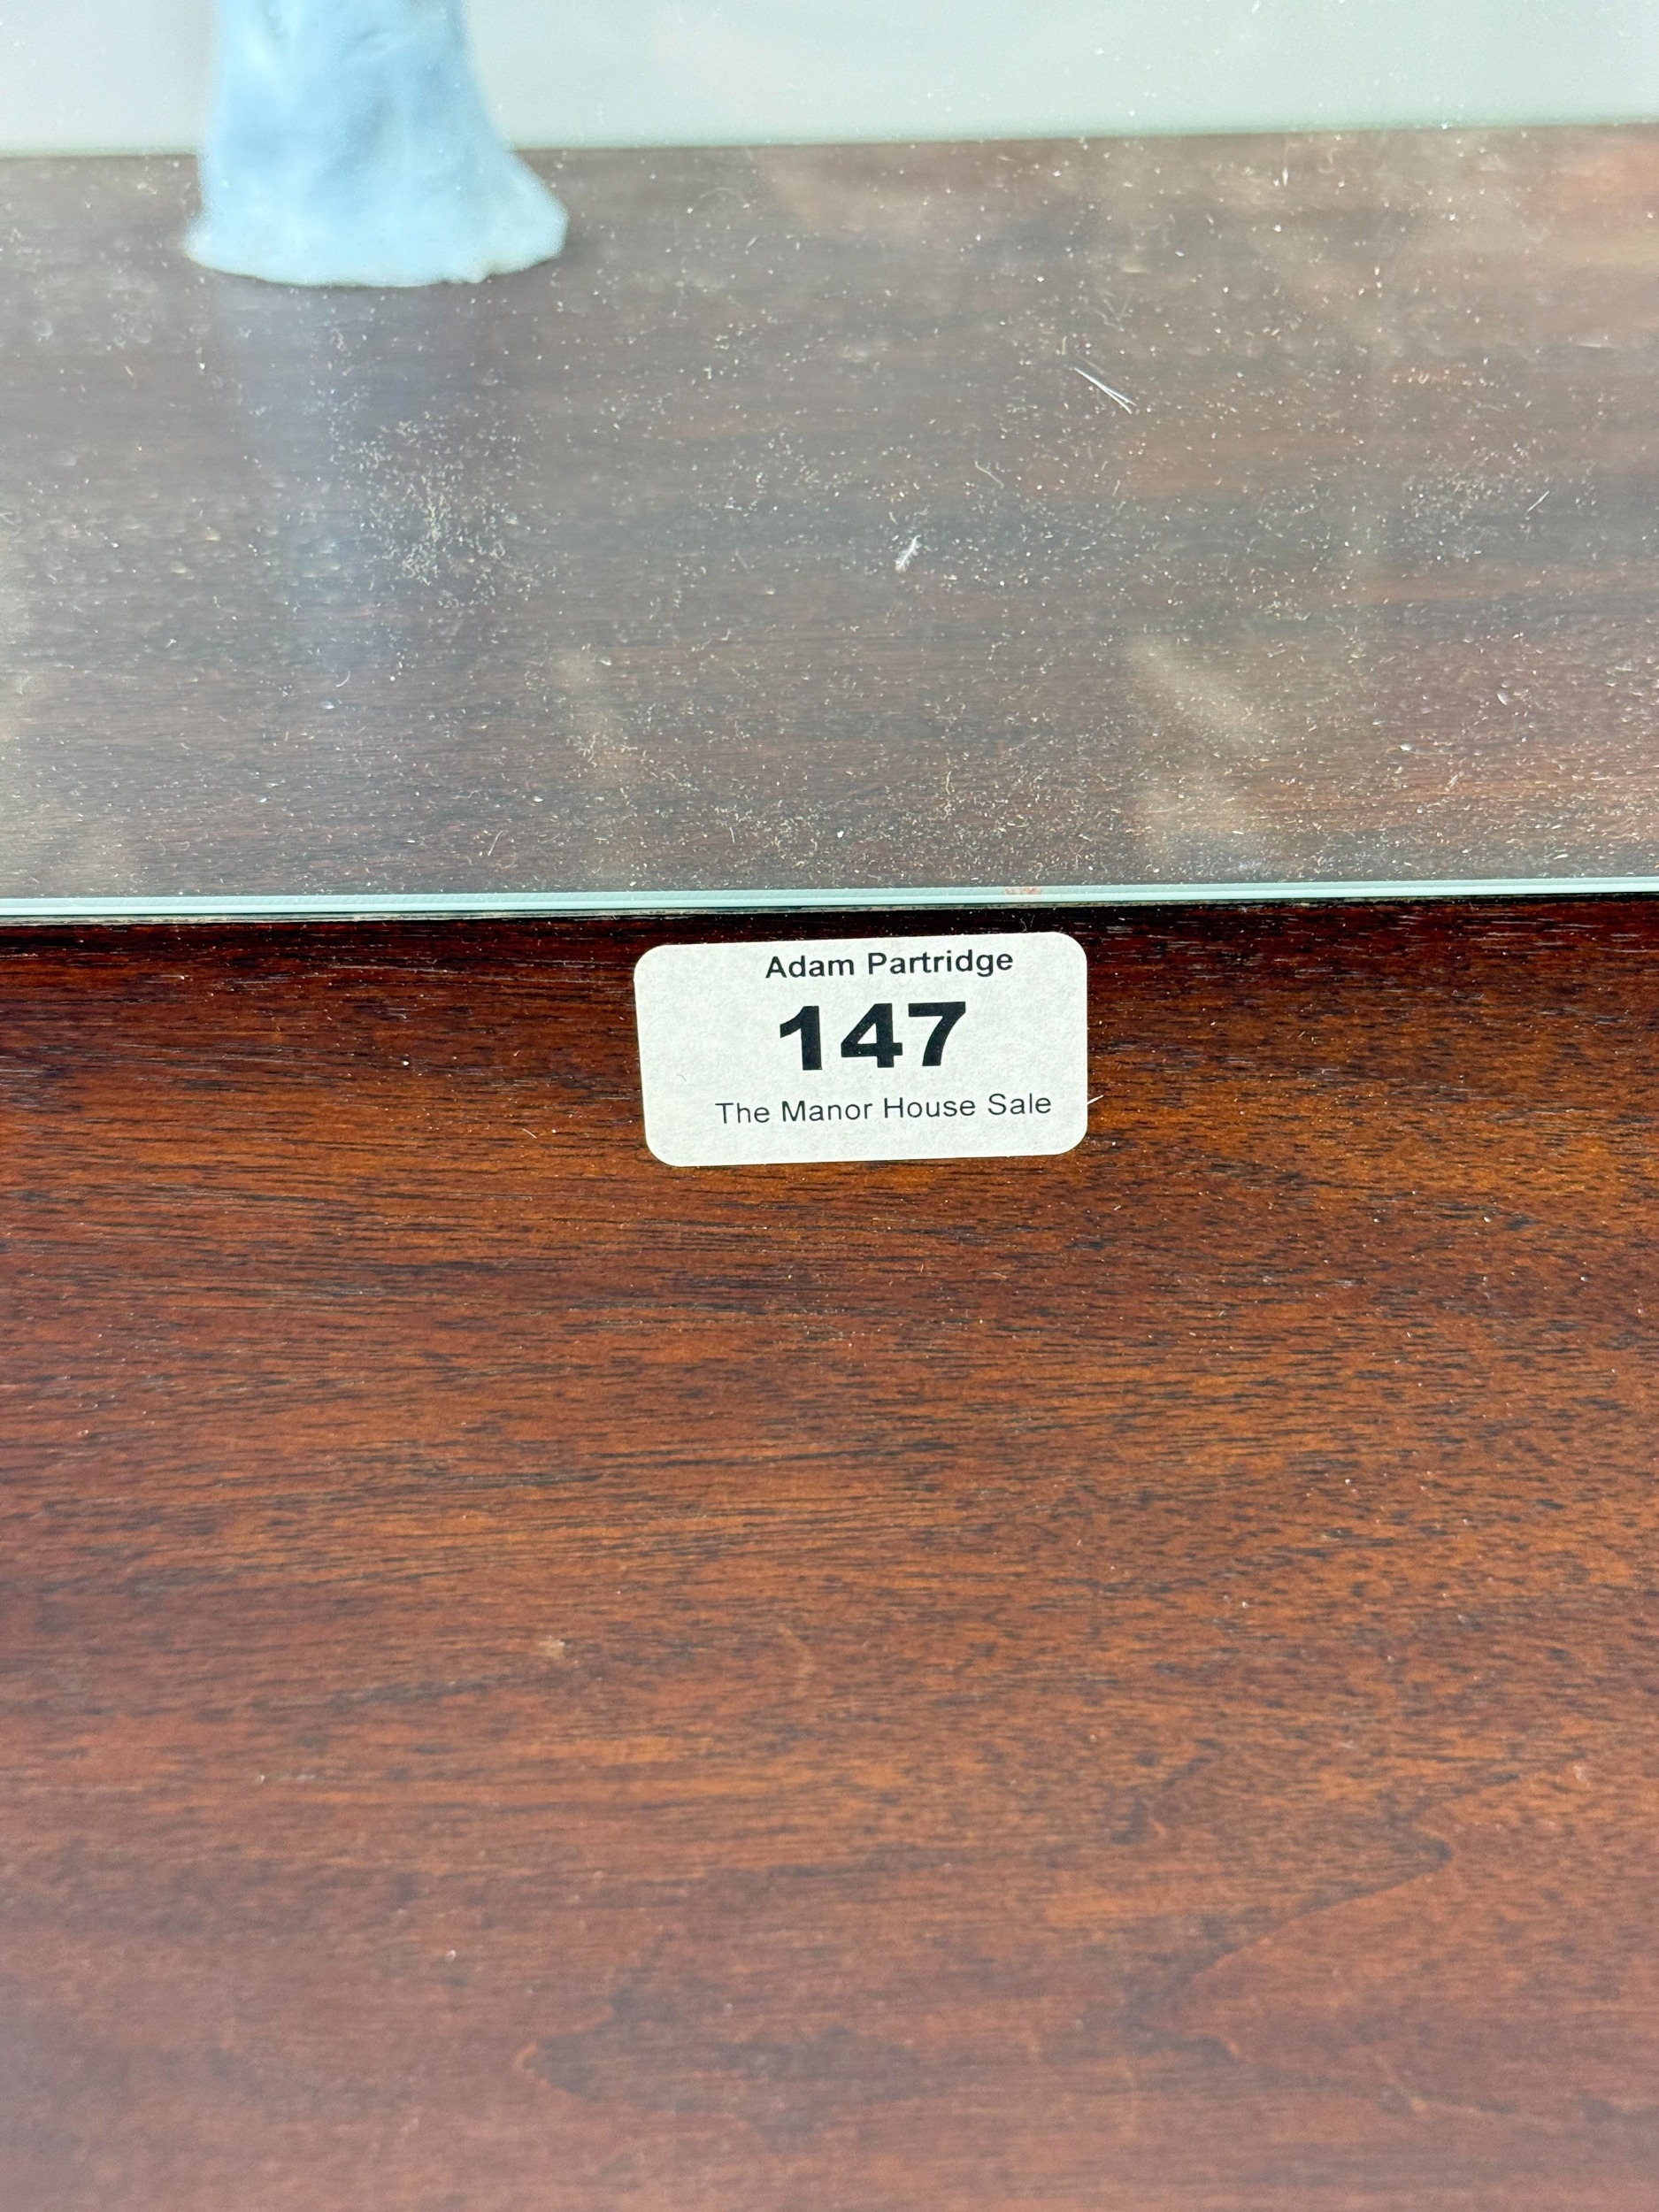 Adam Partridge
147
The Manor House Sale